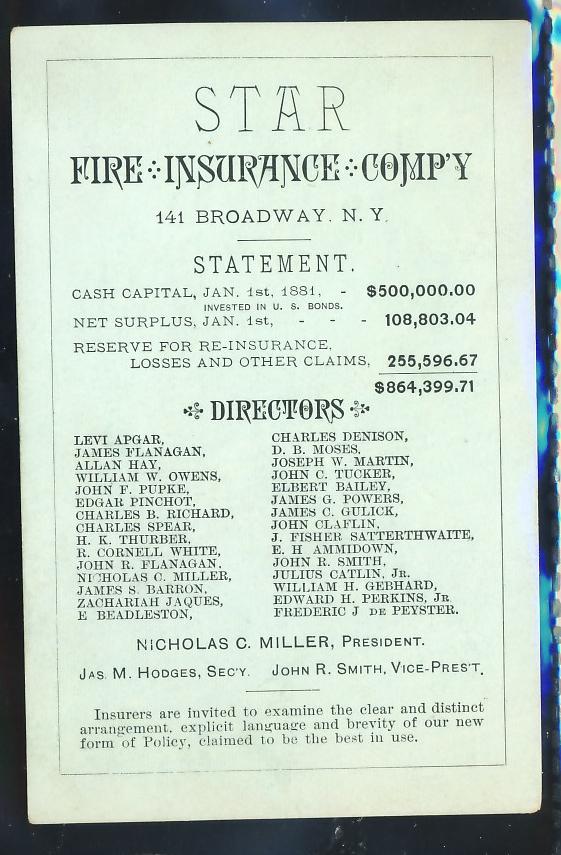 STAR
FIRE INSURANCE COMP'Y
141 BROADWAY. N. Y.
STATEMENT.
CASH CAPITAL, JAN. 1st, 1881, - $500,000.00
INVESTED IN U. S. BONDS.
NET SURPLUS, JAN. 1st, - - - 108,803.04
RESERVE FOR RE-INSURANCE,
LOSSES AND OTHER CLAIMS, 255,596.67
$864,399.71
DIRECTORS
LEVI APGAR,
JAMES FLANAGAN,
ALLAN HAY,
WILLIAM W. OWENS,
JOHN F. PUPKE,
EDGAR PINCHOT,
CHARLES B. RICHARD,
CHARLES SPEAR,
H. K. THURBER,
R. CORNELL WHITE,
JOHN R. FLANAGAN,
NICHOLAS C. MILLER,
JAMES S. BARRON,
ZACHARIAH JAQUES,
E BEADLESTON,
CHARLES DENISON,
D. B. MOSES,
JOSEPH W. MARTIN,
JOHN C. TUCKER,
ELBERT BAILEY,
JAMES G. POWERS,
JAMES C. GULICK,
JOHN CLAFLIN,
J. FISHER SATTERTHWAITE,
E. H AMMIDOWN,
JOHN R. SMITH,
JULIUS CATLIN, Jr.
WILLIAM H. GEBHARD,
EDWARD H. PERKINS, Jr
FREDERIC J DE PEYSTER.
NICHOLAS C. MILLER, PRESIDENT.
JAS. M. HODGES, SEC'Y. JOHN R. SMITH, VICE-PRES'T.
Insurers are invited to examine the clear and distinct
arrangement, explicit language and brevity of our new
form of Policy, claimed to be the best in use.